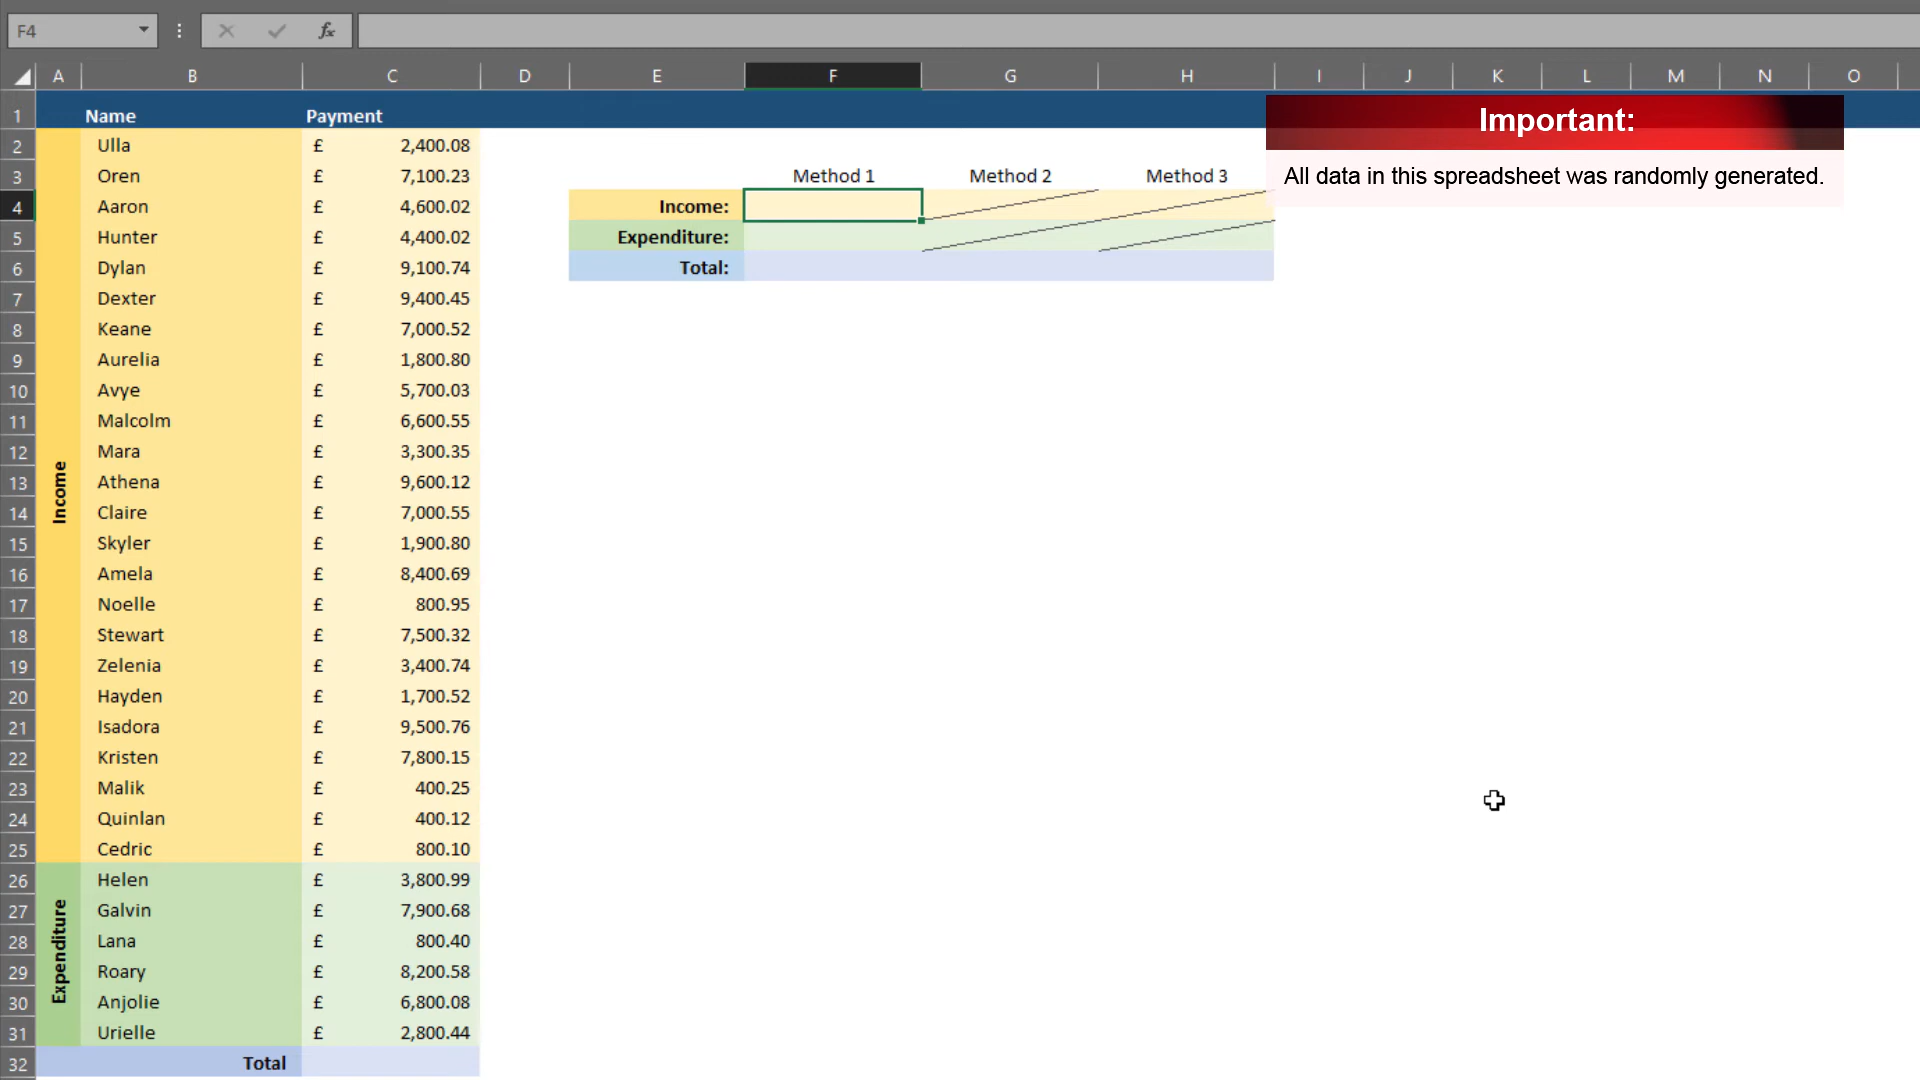 F4
fx
A B C D E F G H I J K L M N O
1 Name Payment
Important:
2 Ulla £ 2,400.08
3 Oren £ 7,100.23 Method 1 Method 2 Method 3
All data in this spreadsheet was randomly generated.
4 Aaron £ 4,600.02 Income:
5 Hunter £ 4,400.02 Expenditure:
6 Dylan £ 9,100.74 Total:
7 Dexter £ 9,400.45
8 Keane £ 7,000.52
9 Aurelia £ 1,800.80
10 Avye £ 5,700.03
11 Malcolm £ 6,600.55
12 Mara £ 3,300.35
13 Athena £ 9,600.12
Income
14 Claire £ 7,000.55
15 Skyler £ 1,900.80
16 Amela £ 8,400.69
17 Noelle £ 800.95
18 Stewart £ 7,500.32
19 Zelenia £ 3,400.74
20 Hayden £ 1,700.52
21 Isadora £ 9,500.76
22 Kristen £ 7,800.15
23 Malik £ 400.25
24 Quinlan £ 400.12
25 Cedric £ 800.10
26 Helen £ 3,800.99
27 Galvin £ 7,900.68
28 Lana £ 800.40
Expenditure
29 Roary £ 8,200.58
30 Anjolie £ 6,800.08
31 Urielle £ 2,800.44
32 Total